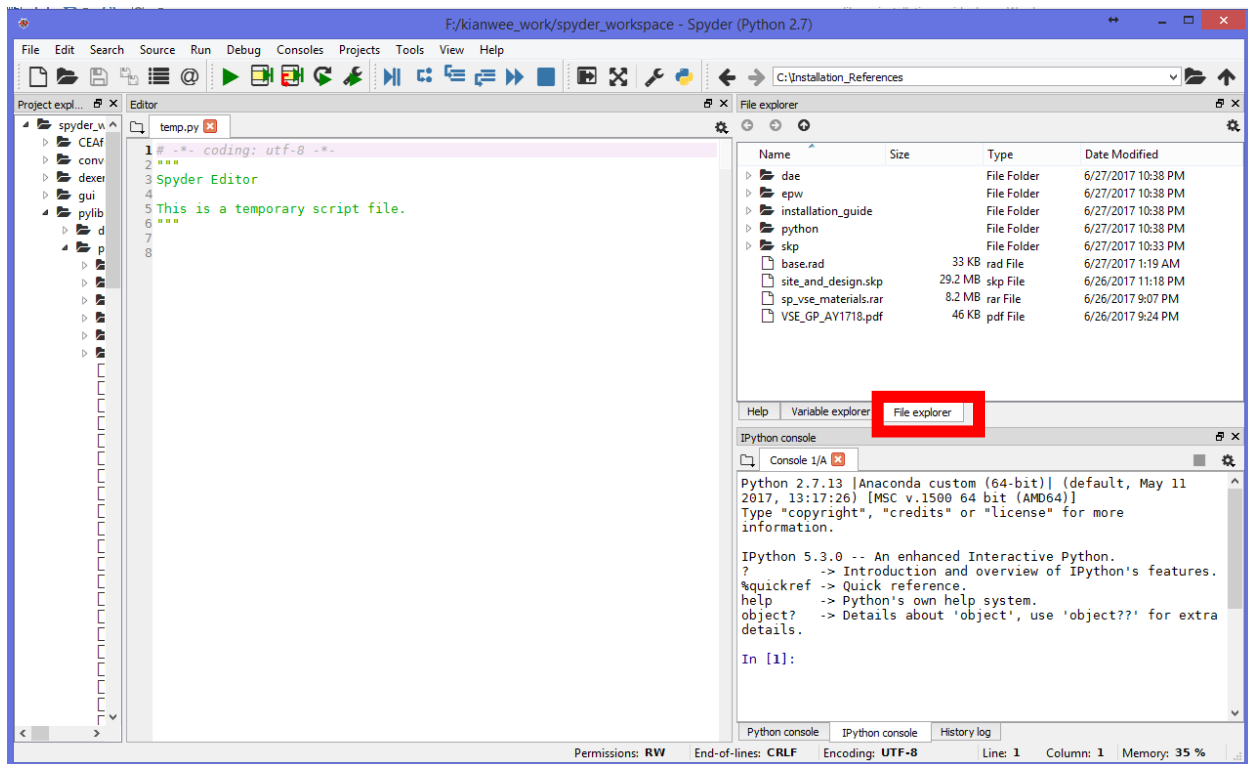 F:/kianwee_work/spyder_workspace - Spyder (Python 2.7)
File Edit Search Source Run Debug Consoles Projects Tools View Help
C:\Installation_References
Project expl...
spyder_w
CEAf
conv
dexer
gui
pylib
d
p
Editor
temp.py
1 # -*- coding: utf-8 -*-
2 """
3 Spyder Editor
4
5 This is a temporary script file.
6 """
7
8
File explorer
Name Size Type Date Modified
dae File Folder 6/27/2017 10:38 PM
epw File Folder 6/27/2017 10:38 PM
installation_guide File Folder 6/27/2017 10:38 PM
python File Folder 6/27/2017 10:38 PM
skp File Folder 6/27/2017 10:33 PM
base.rad 33 KB rad File 6/27/2017 1:19 AM
site_and_design.skp 29.2 MB skp File 6/26/2017 11:18 PM
sp_vse_materials.rar 8.2 MB rar File 6/26/2017 9:07 PM
VSE_GP_AY1718.pdf 46 KB pdf File 6/26/2017 9:24 PM
Help Variable explorer File explorer
IPython console
Console 1/A
Python 2.7.13 |Anaconda custom (64-bit)| (default, May 11
2017, 13:17:26) [MSC v.1500 64 bit (AMD64)]
Type "copyright", "credits" or "license" for more
information.
IPython 5.3.0 -- An enhanced Interactive Python.
? -> Introduction and overview of IPython's features.
%quickref -> Quick reference.
help -> Python's own help system.
object? -> Details about 'object', use 'object??' for extra
details.
In [1]:
Python console IPython console History log
Permissions: RW End-of-lines: CRLF Encoding: UTF-8 Line: 1 Column: 1 Memory: 35 %